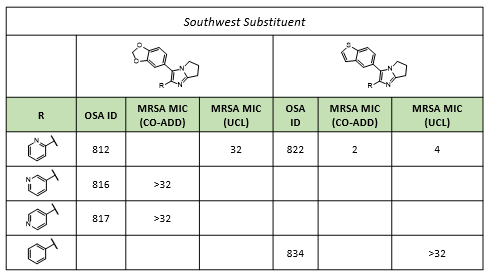 Southwest Substituent
O
O
N
N
R
S
N
N
R
R OSA ID MRSA MIC (CO-ADD) MRSA MIC (UCL) OSA ID MRSA MIC (CO-ADD) MRSA MIC (UCL)
N 812 32 822 2 4
N 816 >32
N 817 >32
834 >32